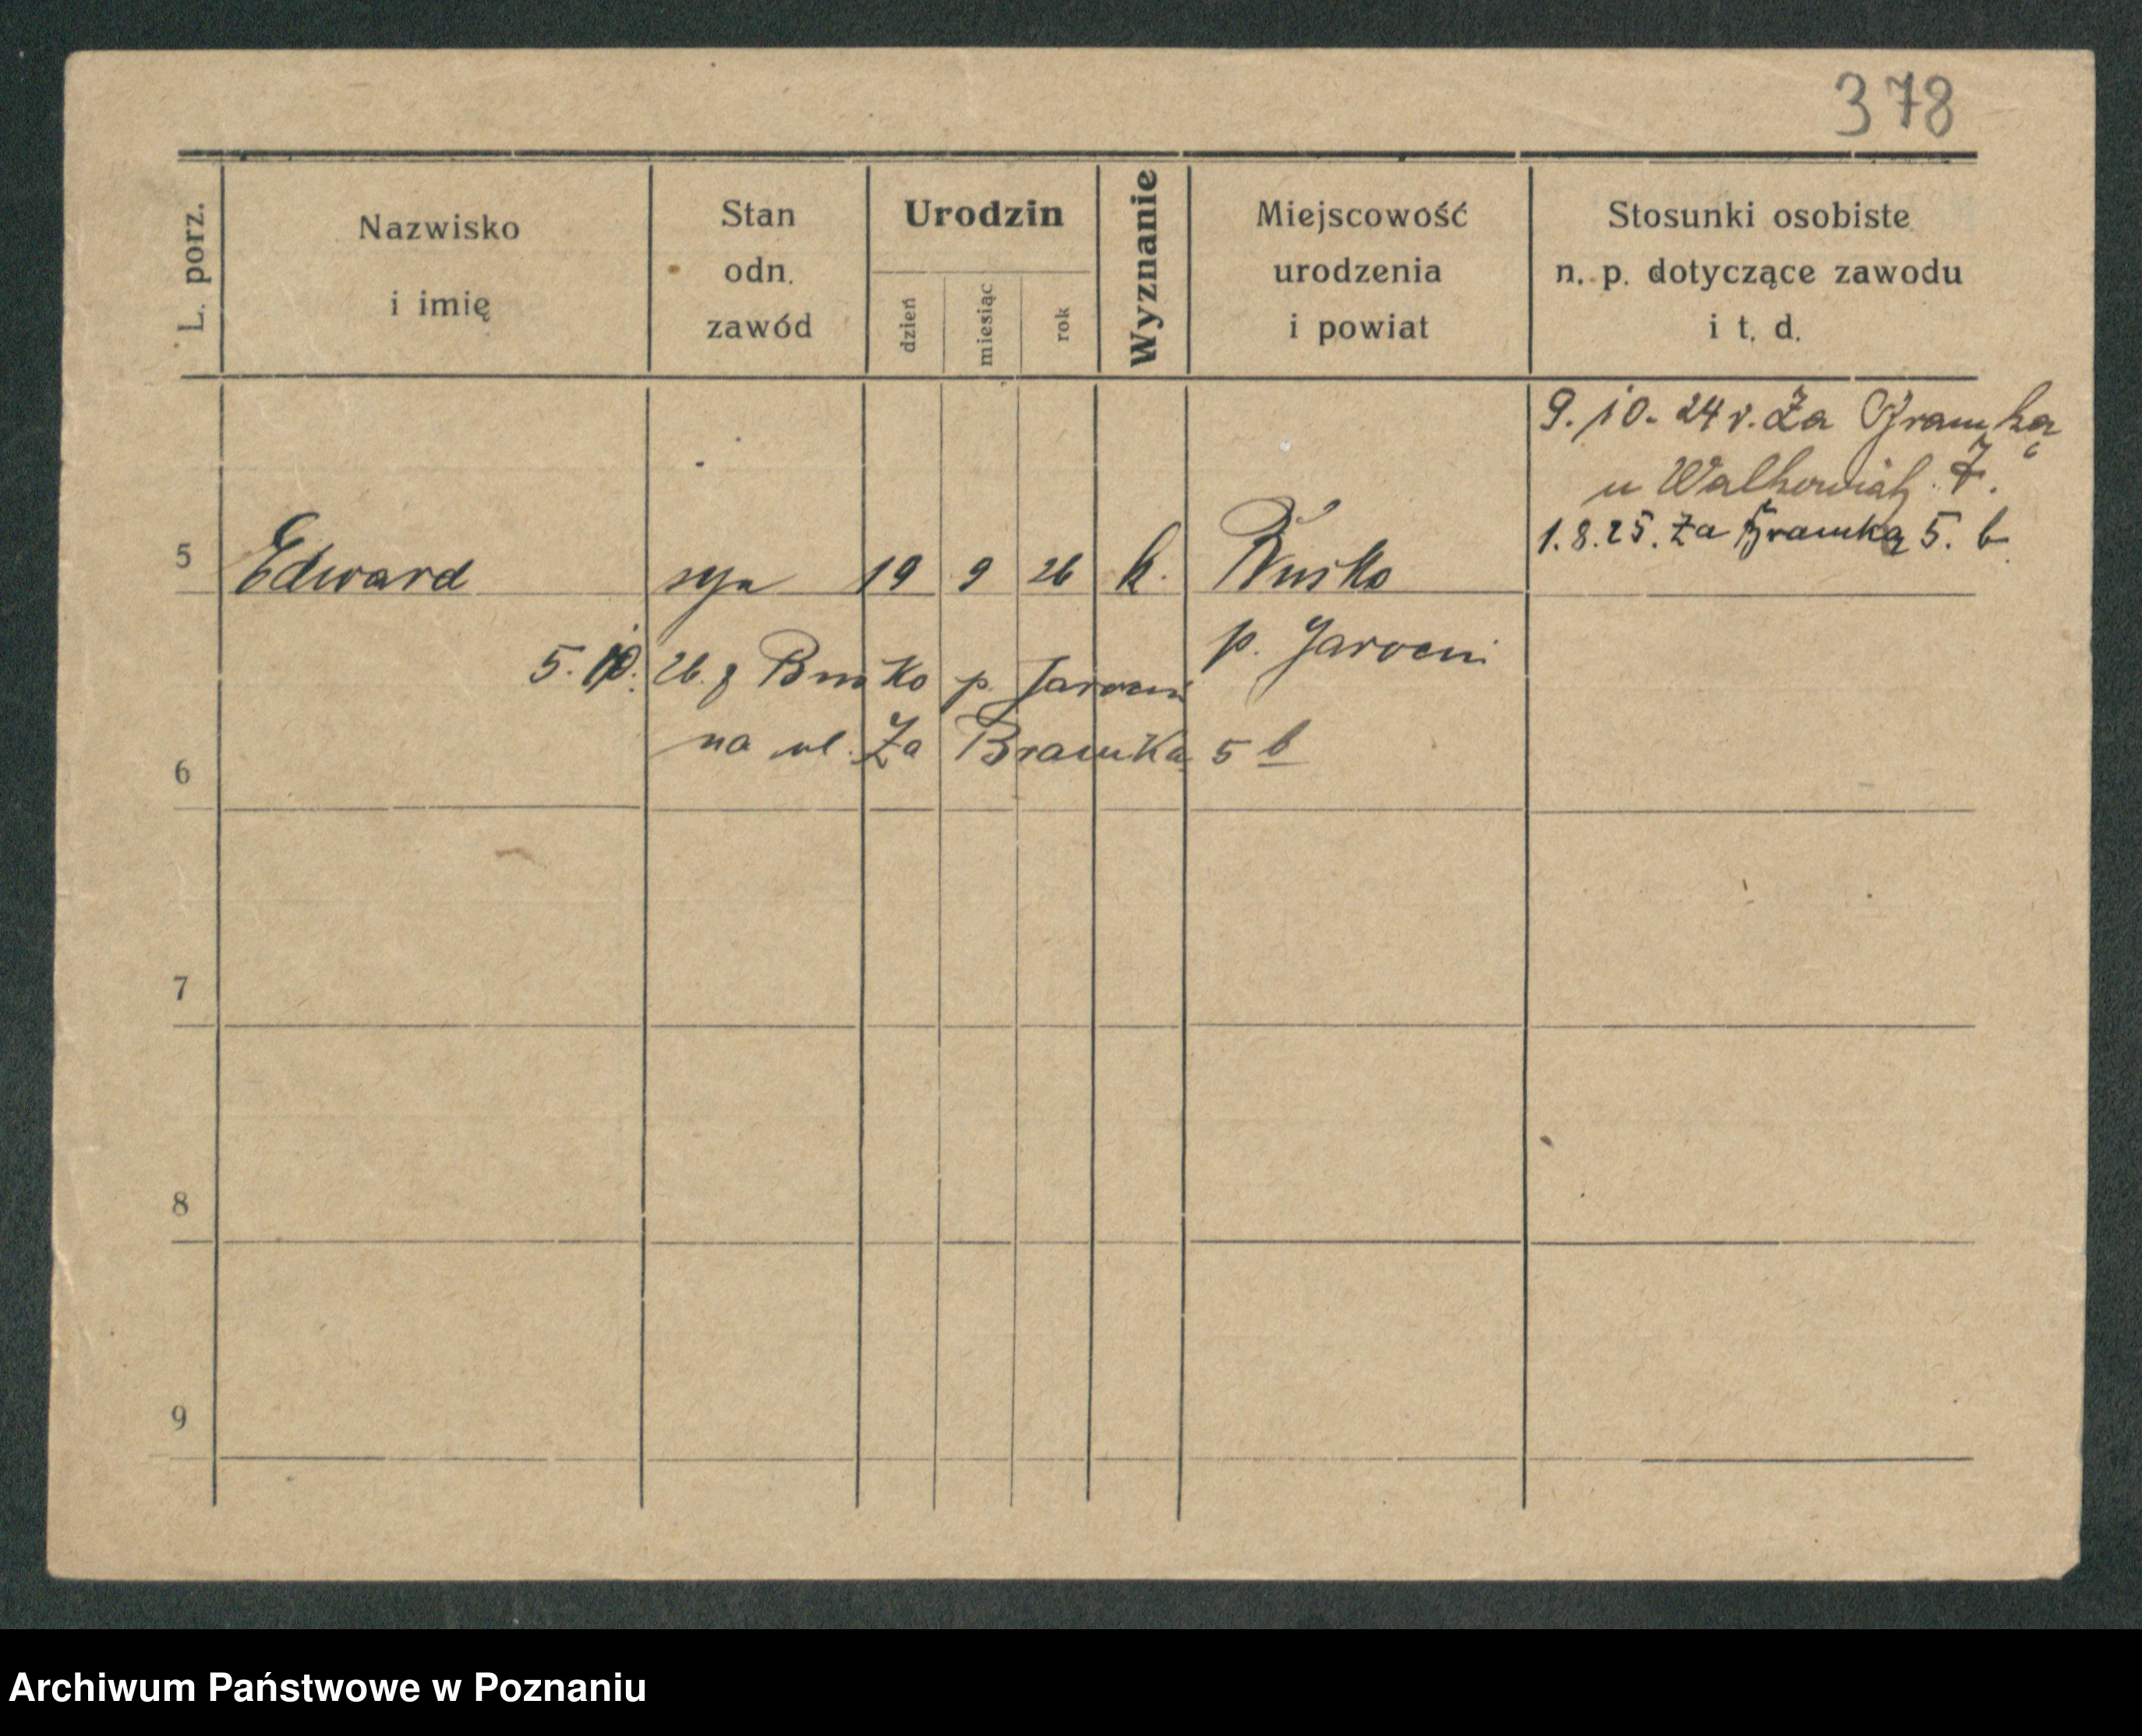 378
L. porz.
Nazwisko
i imię
Stan
odn.
zawód
Urodzin
dzień
miesiąc
rok
Wyznanie
Miejscowość
urodzenia
i powiat
Stosunki osobiste
n. p. dotyczące zawodu
i t. d.
9. 10. 24 r. Za Bramką
u Walkowiak 7.
1.8.25. Za Bramką 5. b
5 Edward syn 19 9 26 k.
p. Jarocin
5. 10. 26. z p. Jarocin
na ul. Za Bramką 5 b
6
7
8
9
Archiwum Państwowe w Poznaniu